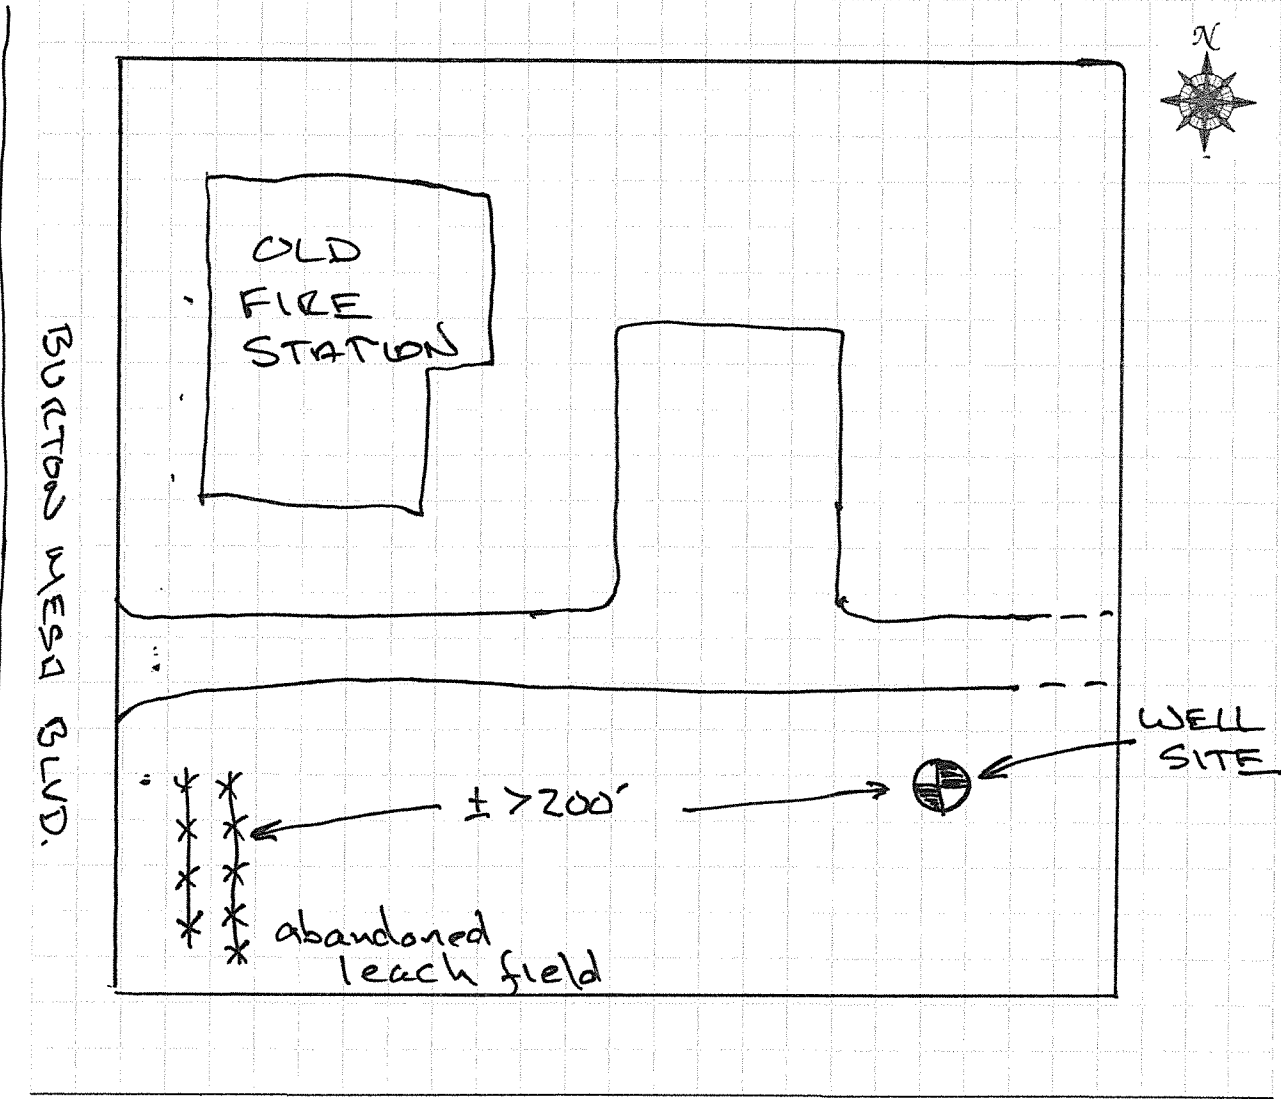 N
OLD
FIRE
STATION
BURTON MESA BLVD.
WELL
SITE
± >200'
abandoned
leach field